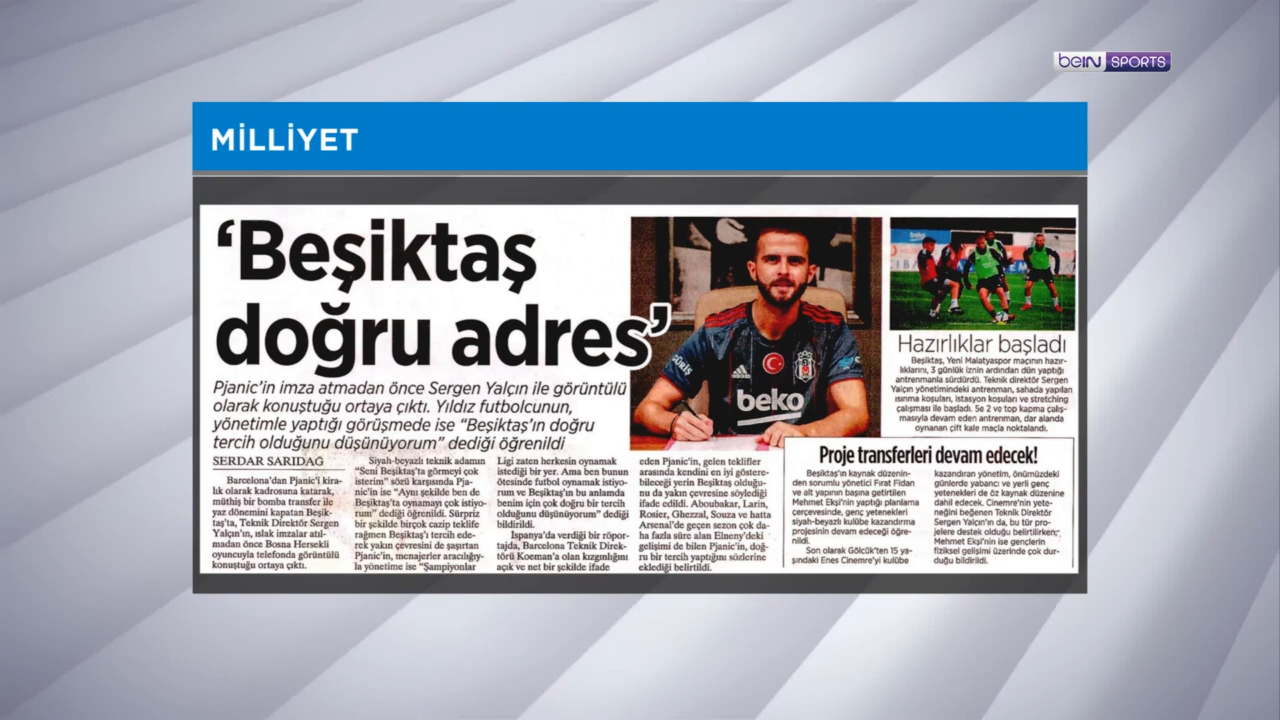 beIN SPORTS
MİLLİYET
‘Beşiktaş
doğru adres’
Pjanic’in imza atmadan önce Sergen Yalçın ile görüntülü
olarak konuştuğu ortaya çıktı. Yıldız futbolcunun,
yönetimle yaptığı görüşmede ise “Beşiktaş’ın doğru
tercih olduğunu düşünüyorum” dediği öğrenildi
SERDAR SARIDAĞ
Barcelona’dan Pjanic’i kira-
lık olarak kadrosuna katarak,
müthiş bir bomba transfer ile
yaz dönemini kapatan Beşik-
taş’ta, Teknik Direktör Sergen
Yalçın’ın, ıslak imzalar atıl-
madan önce Bosna Hersekli
oyuncuyla telefonda görüntülü
konuştuğu ortaya çıktı.
Siyah-beyazlı teknik adamın
“Seni Beşiktaş’ta görmeyi çok
isterim” sözü karşısında Pja-
nic’in ise “Aynı şekilde ben de
Beşiktaş’ta oynamayı çok istiyo-
rum” dediği öğrenildi. Sürpriz
bir şekilde birçok cazip teklife
rağmen Beşiktaş’ı tercih ede-
rek yakın çevresini de şaşırtan
Pjanic’in, menajerler aracılığıy-
la yönetime ise “Şampiyonlar
Ligi zaten herkesin oynamak
istediği bir yer. Ama ben bunun
ötesinde futbol oynamak istiyo-
rum ve Beşiktaş’ın bu anlamda
benim için çok doğru bir tercih
olduğunu düşünüyorum” dediği
bildirildi.
İspanya’da verdiği bir röpor-
tajda, Barcelona Teknik Direk-
törü Koeman’a olan kızgınlığını
açık ve net bir şekilde ifade
eden Pjanic’in, gelen teklifler
arasında kendini en iyi göstere-
bileceği yerin Beşiktaş olduğu-
nu da yakın çevresine söylediği
ifade edildi. Aboubakar, Larin,
Rosier, Ghezzal, Souza ve hatta
Arsenal’de geçen sezon çok da-
ha fazla süre alan Elneny’deki
gelişimi de bilen Pjanic’in, doğ-
ru bir tercih yaptığını sözlerine
eklediği belirtildi.
beko
Hazırlıklar başladı
Beşiktaş, Yeni Malatyaspor maçının hazır-
lıklarını, 3 günlük iznin ardından dün yaptığı
antrenmanla sürdürdü. Teknik direktör Sergen
Yalçın yönetimindeki antrenman, sahada yapılan
ısınma koşuları, istasyon koşuları ve stretching
çalışması ile başladı. 5e 2 ve top kapma çalış-
masıyla devam eden antrenman, dar alanda
oynanan çift kale maçla noktalandı.
Proje transferleri devam edecek!
Beşiktaş’ın kaynak düzenin-
den sorumlu yönetici Fırat Fidan
ve alt yapının başına getirilen
Mehmet Ekşi’nin yaptığı planlama
çerçevesinde, genç yetenekleri
siyah-beyazlı kulübe kazandırma
projesinin devam edeceği öğre-
nildi.
Son olarak Gölcük’ten 15 ya-
şındaki Enes Cinemre’yi kulübe
kazandıran yönetim, önümüzdeki
günlerde yabancı ve yerli genç
yetenekleri de öz kaynak düzenine
dahil edecek. Cinemre’nin yete-
neğini beğenen Teknik Direktör
Sergen Yalçın’ın da, bu tür pro-
jelere destek olduğu belirtilirken;
Mehmet Ekşi’nin ise gençlerin
fiziksel gelişimi üzerinde çok dur-
duğu bildirildi.